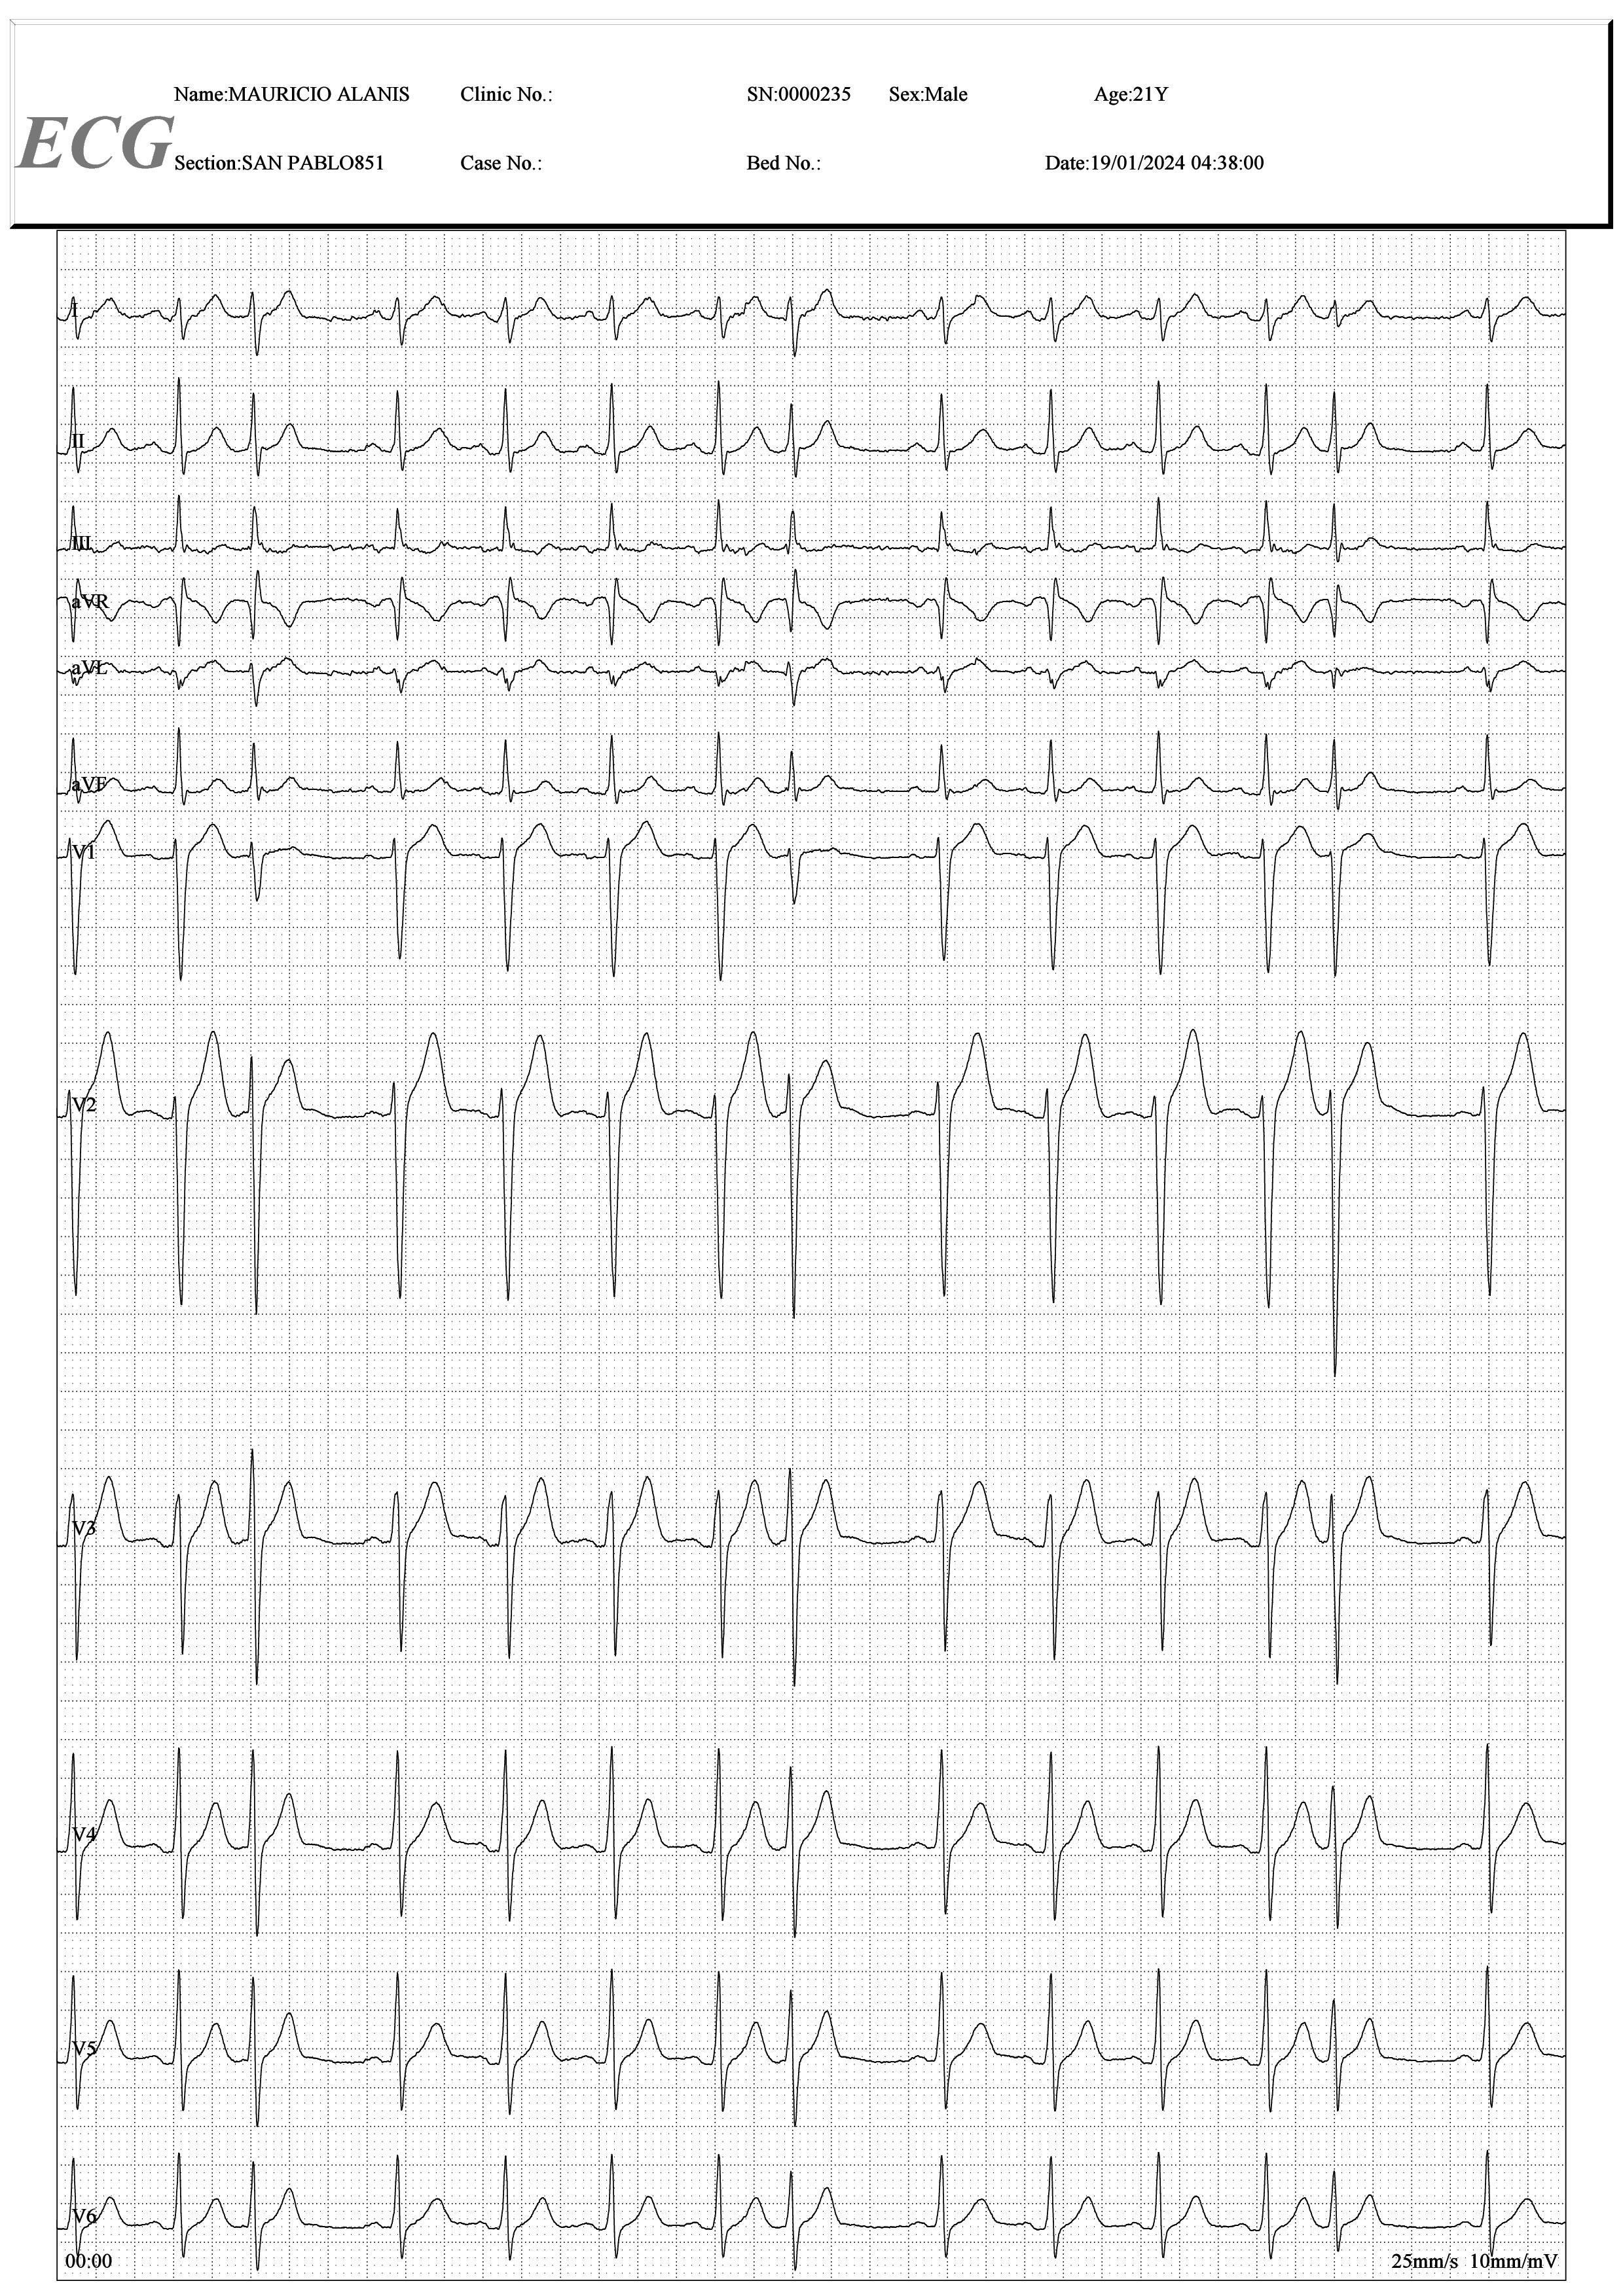 Name:MAURICIO ALANIS Clinic No.: SN:0000235 Sex:Male Age:21Y
ECG
Section:SAN PABLO851 Case No.: Bed No.: Date:19/01/2024 04:38:00
I
II
III
aVR
aVL
aVF
V1
V2
V3
V4
V5
V6
00:00 25mm/s 10mm/mV